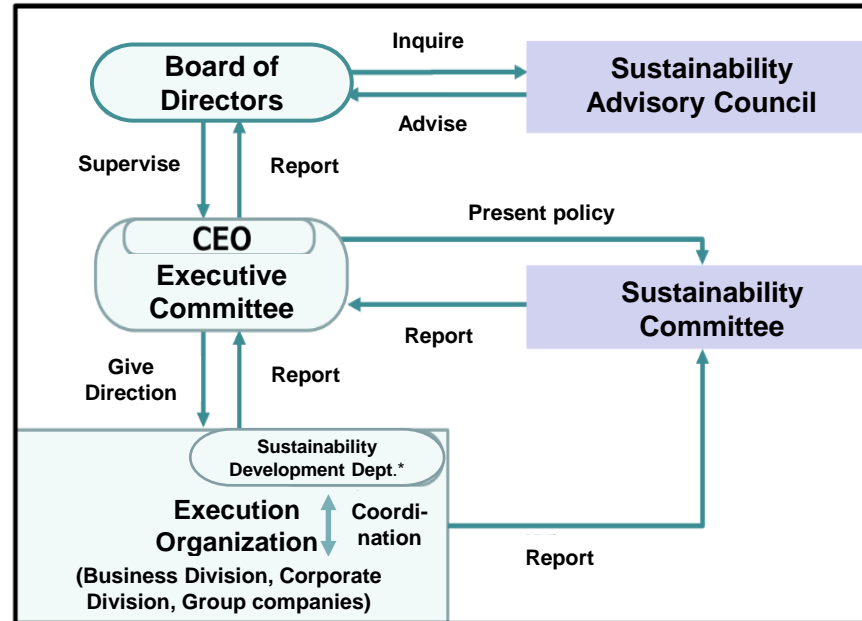 Inquire
Board of
Directors
Sustainability
Advisory Council
Advise
Supervise
Report
Present policy
CEO
Executive
Committee
Sustainability
Committee
Report
Give
Direction
Report
Sustainability
Development Dept.*
Execution
Organization
Coordi-
nation
(Business Division, Corporate
Division, Group companies)
Report